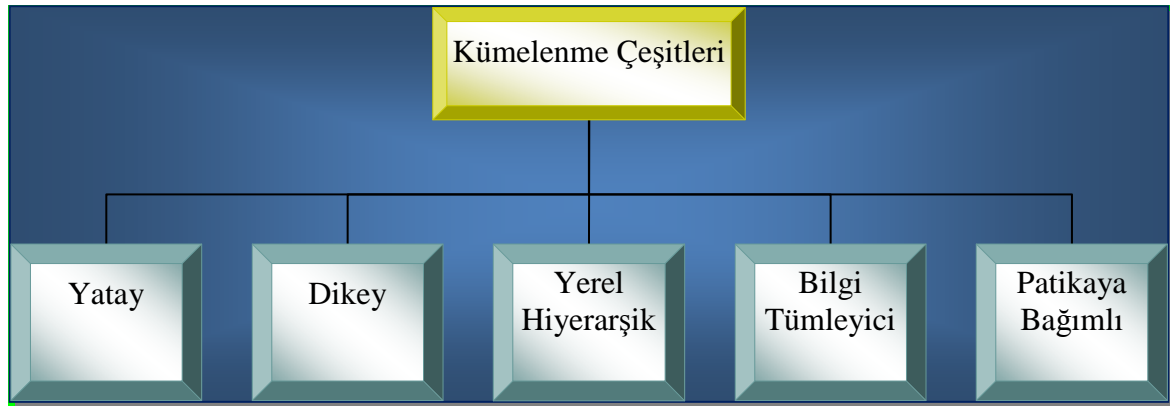 Kümelenme Çeşitleri
Yatay
Dikey
Yerel
Hiyerarşik
Bilgi
Tümleyici
Patikaya
Bağımlı